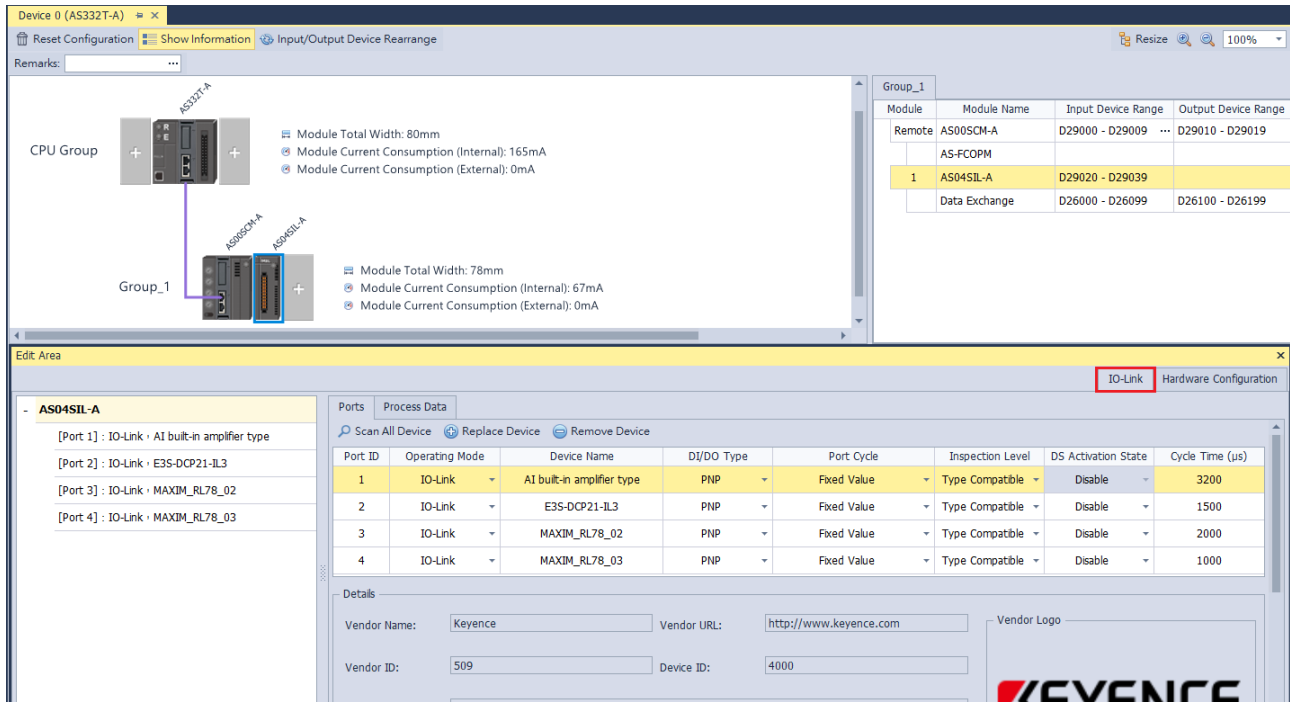 Device 0 (AS332T-A)
Reset Configuration Show Information Input/Output Device Rearrange Resize 100%
Remarks: ...
AS332T-A
CPU Group
Module Total Width: 80mm
Module Current Consumption (Internal): 165mA
Module Current Consumption (External): 0mA
AS00SCM-A AS04SIL-A
Group_1
Module Total Width: 78mm
Module Current Consumption (Internal): 67mA
Module Current Consumption (External): 0mA
Group_1
Module Module Name Input Device Range Output Device Range
Remote AS00SCM-A D29000 - D29009 ... D29010 - D29019
AS-FCOPM
1 AS04SIL-A D29020 - D29039
Data Exchange D26000 - D26099 D26100 - D26199
Edit Area
IO-Link Hardware Configuration
- AS04SIL-A
[Port 1] : IO-Link , AI built-in amplifier type
[Port 2] : IO-Link , E3S-DCP21-IL3
[Port 3] : IO-Link , MAXIM_RL78_02
[Port 4] : IO-Link , MAXIM_RL78_03
Ports Process Data
Scan All Device Replace Device Remove Device
Port ID Operating Mode Device Name DI/DO Type Port Cycle Inspection Level DS Activation State Cycle Time (µs)
1 IO-Link AI built-in amplifier type PNP Fixed Value Type Compatible Disable 3200
2 IO-Link E3S-DCP21-IL3 PNP Fixed Value Type Compatible Disable 1500
3 IO-Link MAXIM_RL78_02 PNP Fixed Value Type Compatible Disable 2000
4 IO-Link MAXIM_RL78_03 PNP Fixed Value Type Compatible Disable 1000
Details
Vendor Name: Keyence Vendor URL: http://www.keyence.com
Vendor ID: 509 Device ID: 4000
Vendor Logo
KEYENCE